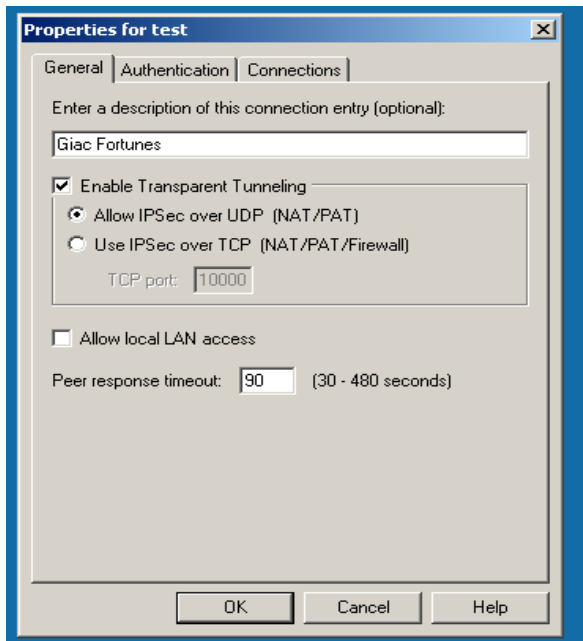 Properties for test
General Authentication Connections
Enter a description of this connection entry (optional):
Giac Fortunes
Enable Transparent Tunneling
Allow IPSec over UDP (NAT/PAT)
Use IPSec over TCP (NAT/PAT/Firewall)
TCP port: 10000
Allow local LAN access
Peer response timeout: 90 (30 - 480 seconds)
OK Cancel Help